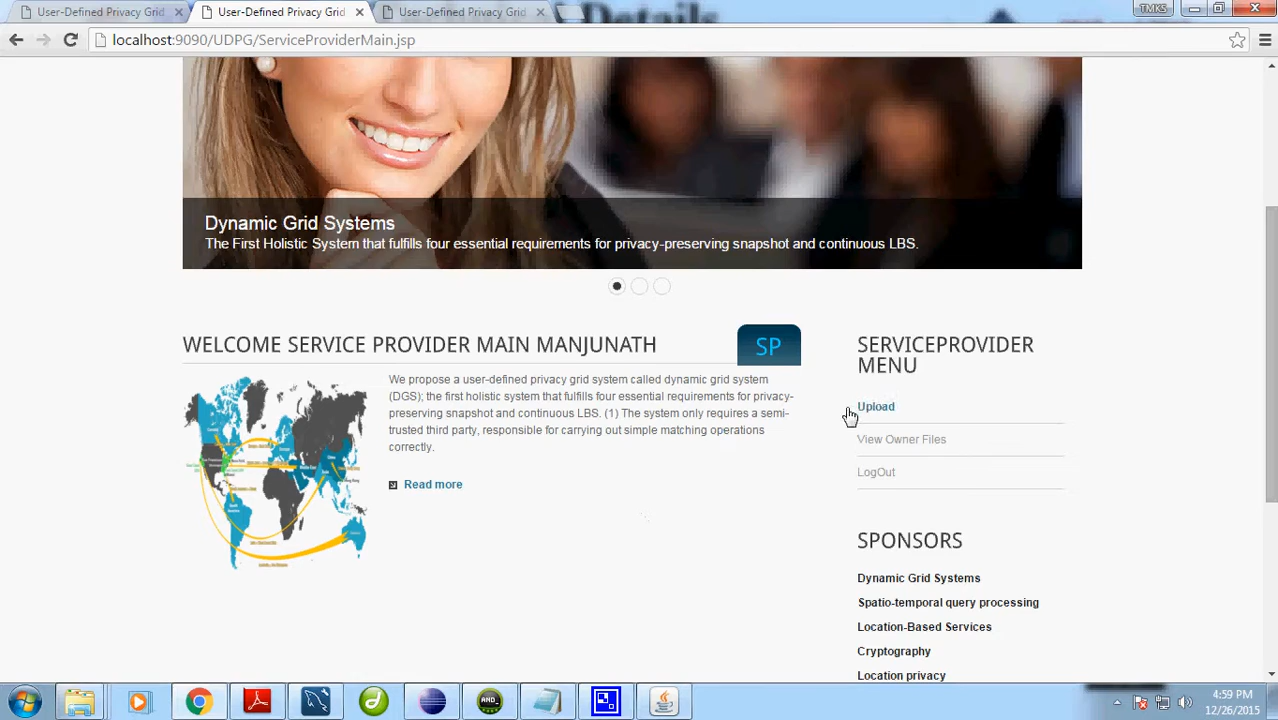 Details
User-Defined Privacy Grid
User-Defined Privacy Grid
User-Defined Privacy Grid
TMKS
localhost:9090/UDPG/ServiceProviderMain.jsp
Dynamic Grid Systems
The First Holistic System that fulfills four essential requirements for privacy-preserving snapshot and continuous LBS.
WELCOME SERVICE PROVIDER MAIN MANJUNATH
SP
We propose a user-defined privacy grid system called dynamic grid system
(DGS); the first holistic system that fulfills four essential requirements for privacy-
preserving snapshot and continuous LBS. (1) The system only requires a semi-
trusted third party, responsible for carrying out simple matching operations
correctly.
Read more
SERVICEPROVIDER
MENU
Upload
View Owner Files
LogOut
SPONSORS
Dynamic Grid Systems
Spatio-temporal query processing
Location-Based Services
Cryptography
Location privacy
4:59 PM
12/26/2015